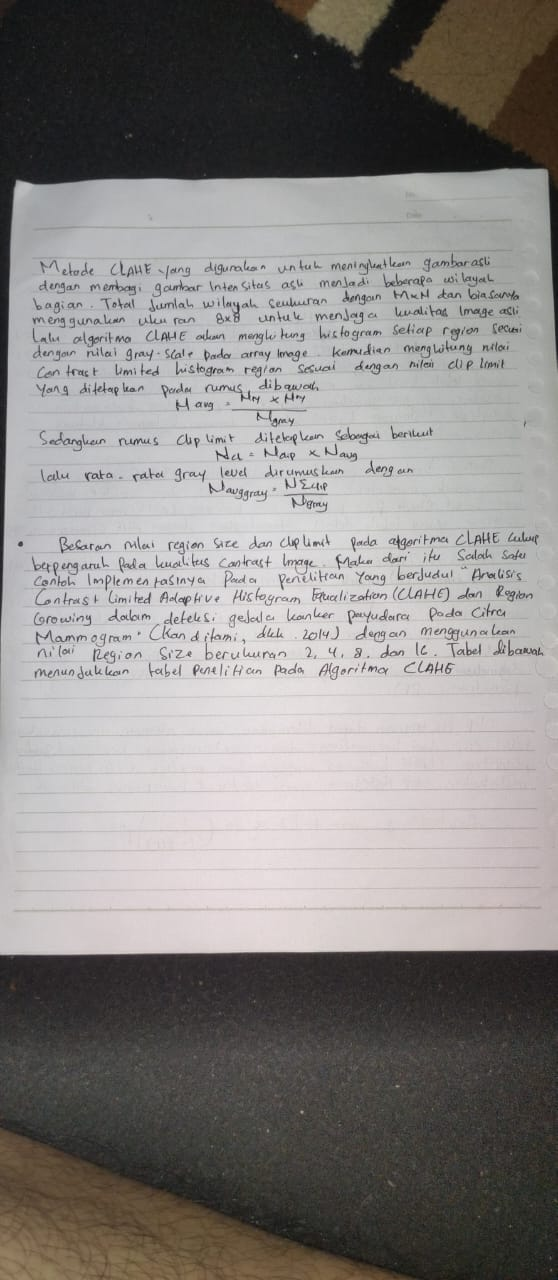 Metode CLAHE yang digunakan untuk meningkatkan gambar asli
dengan membagi gambar Intensitas asli menjadi beberapa wilayah
bagian. Total Jumlah wilayah seukuran dengan MxN dan biasanya
menggunakan ukuran 8x8 untuk menjaga kualitas Image asli
Lalu algoritma CLAHE akan menghitung histogram setiap region sesuai
dengan nilai gray-scale pada array Image. Kemudian menghitung nilai
Contrast limited histogram region sesuai dengan nilai clip limit
Yang ditetapkan pada rumus dibawah
Sedangkan rumus clip limit ditetapkan sebagai berikut
Ncl = Nclip x Navg
lalu rata-rata gray level dirumuskan dengan
Navggray = NΣclip / Ngray
• Besaran nilai region size dan clip limit pada algoritma CLAHE cukup
berpengaruh Pada kualitas Contrast Image. Maka dari itu Salah satu
Contoh Implementasinya Pada Penelitian Yang berjudul "Analisis
Contrast Limited Adaptive Histogram Equalization (CLAHE) dan Region
Growing dalam deteksi gejala kanker payudara Pada Citra
Mammogram" (Kanditami, dkk. 2014) dengan menggunakan
nilai Region Size berukuran 2, 4, 8, dan 16. Tabel dibawah
menunjukkan tabel Penelitian Pada Algoritma CLAHE